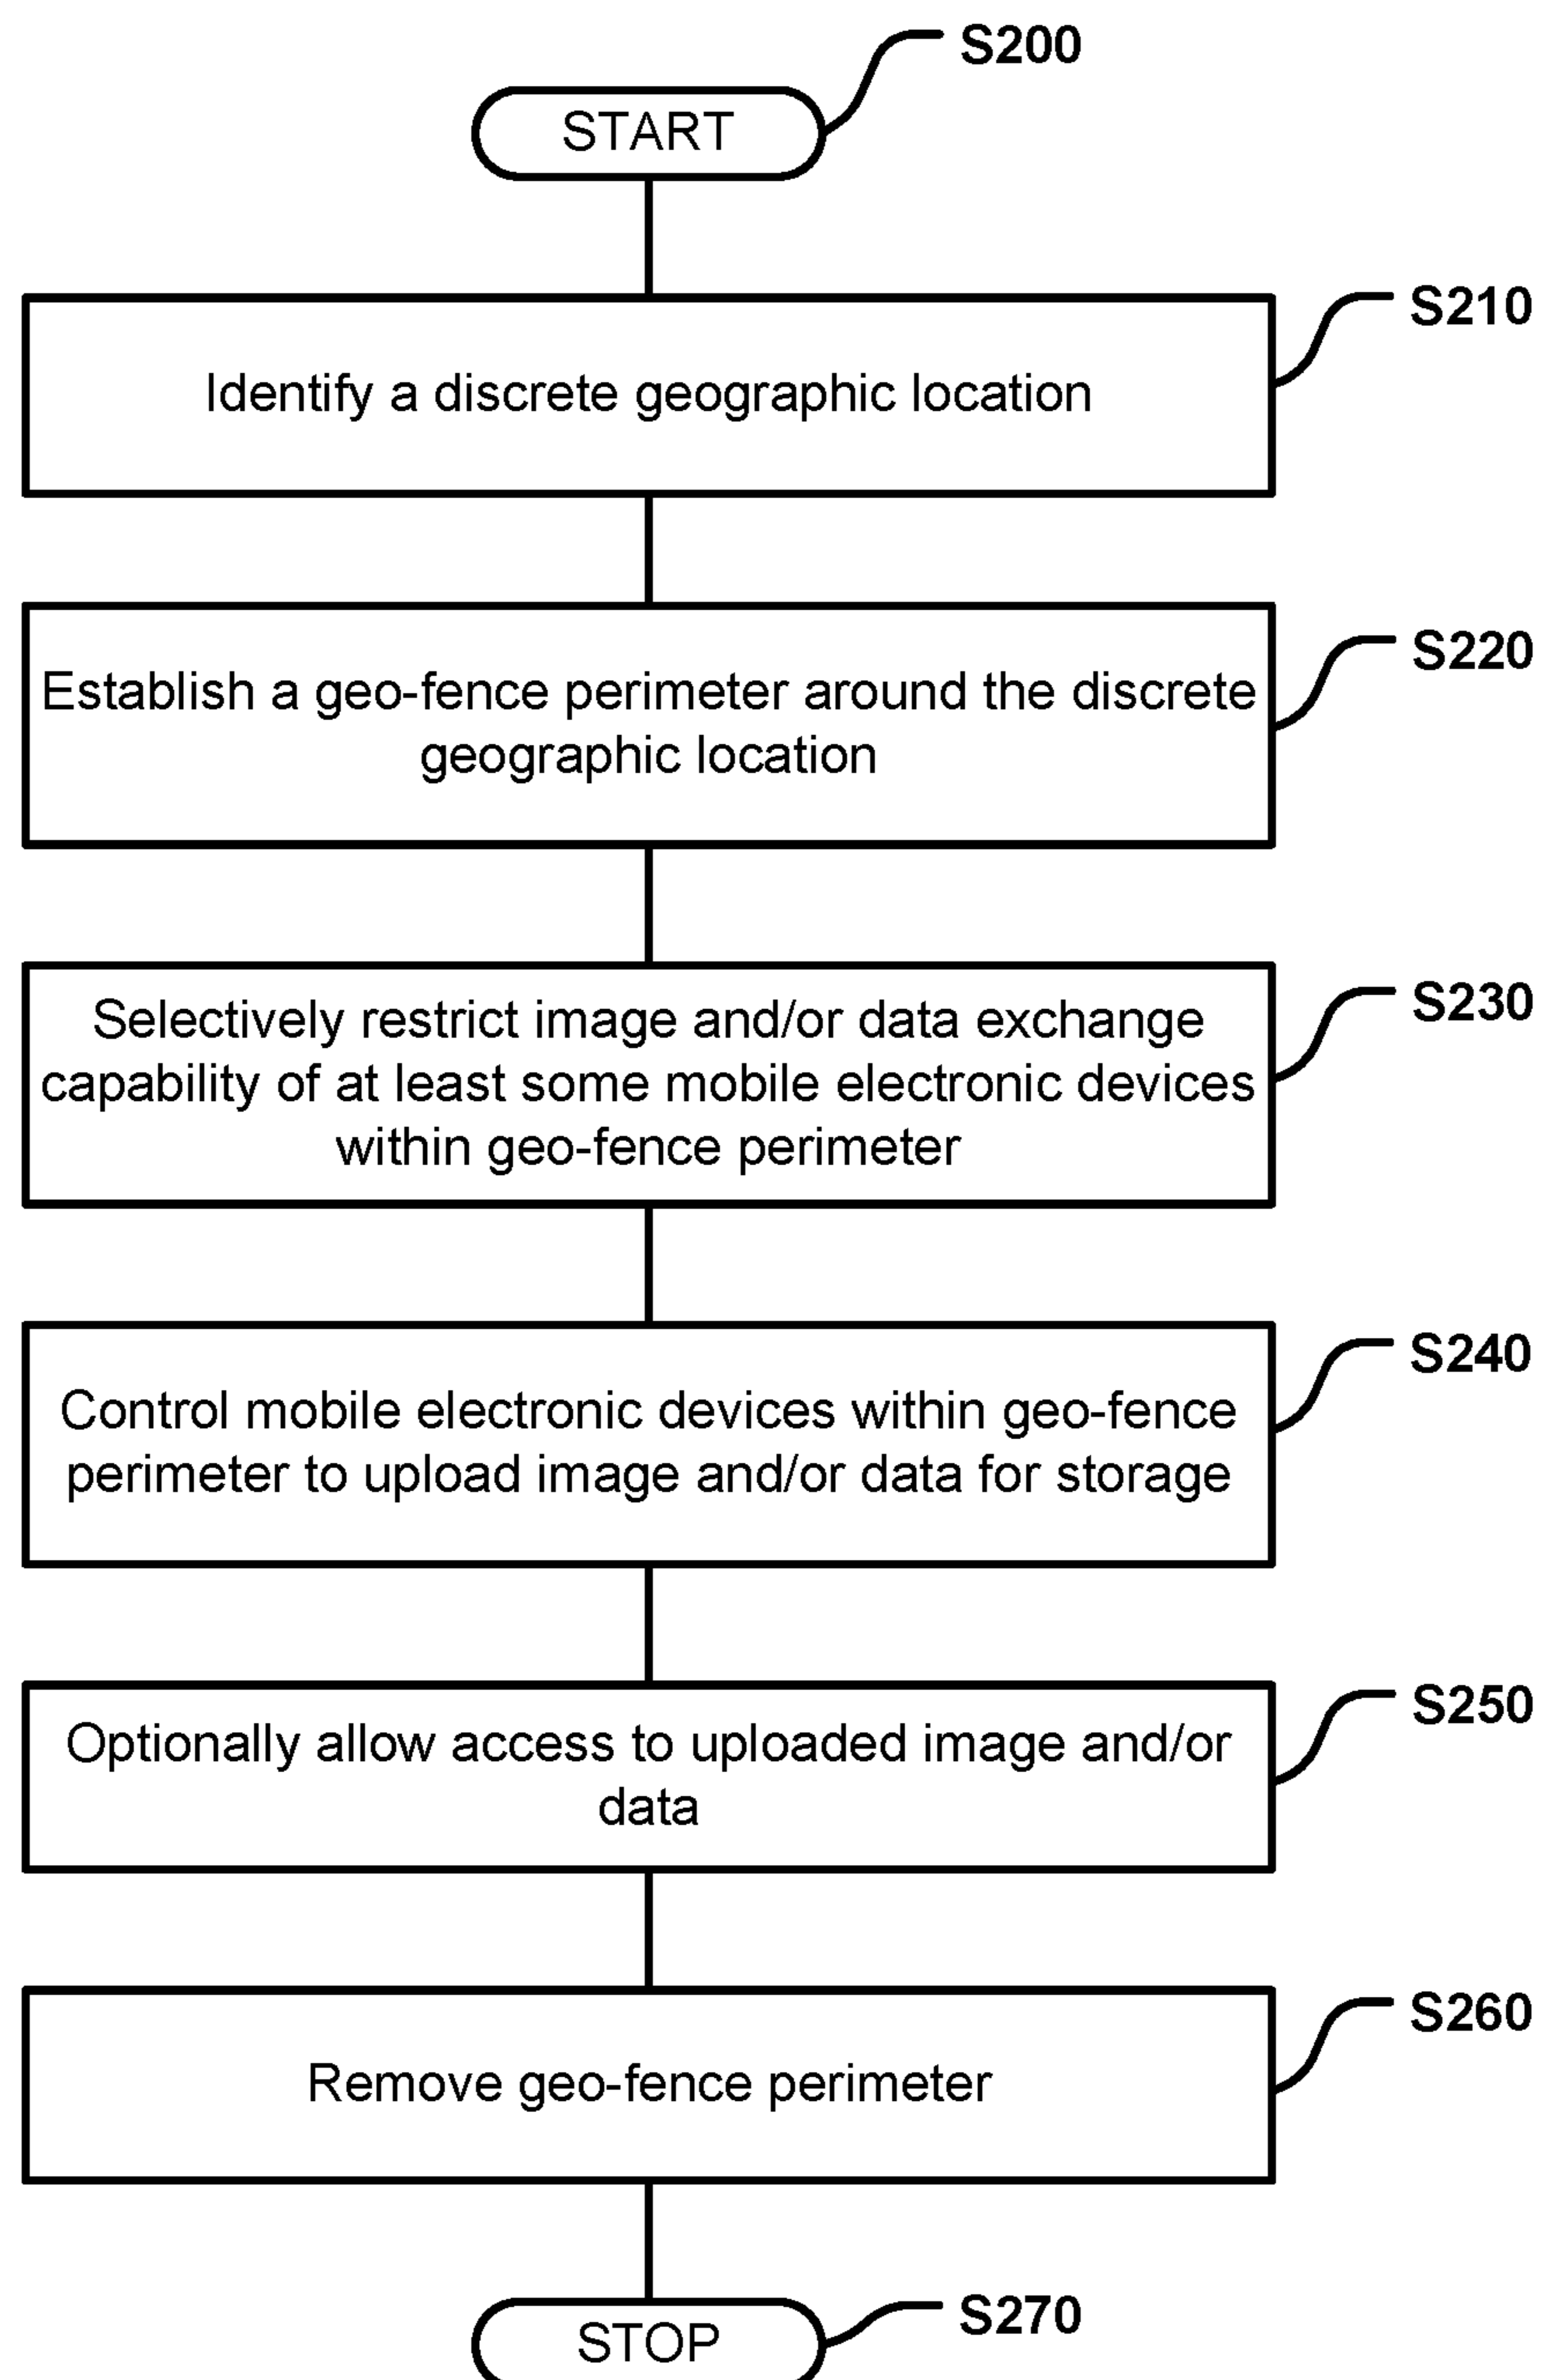 S200
START
S210
Identify a discrete geographic location
S220
Establish a geo-fence perimeter around the discrete
geographic location
S230
Selectively restrict image and/or data exchange
capability of at least some mobile electronic devices
within geo-fence perimeter
S240
Control mobile electronic devices within geo-fence
perimeter to upload image and/or data for storage
S250
Optionally allow access to uploaded image and/or
data
S260
Remove geo-fence perimeter
S270
STOP